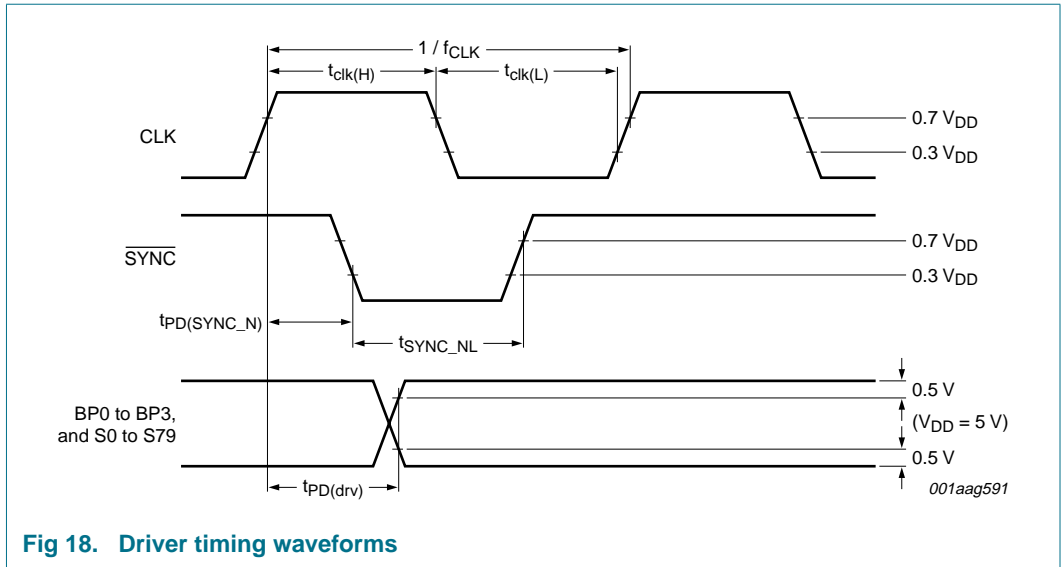 1 / fCLK
tclk(H)
tclk(L)
CLK
0.7 VDD
0.3 VDD
SYNC
0.7 VDD
0.3 VDD
tPD(SYNC_N)
tSYNC_NL
BP0 to BP3,
and S0 to S79
0.5 V
(VDD = 5 V)
0.5 V
tPD(drv)
001aag591
Fig 18. Driver timing waveforms